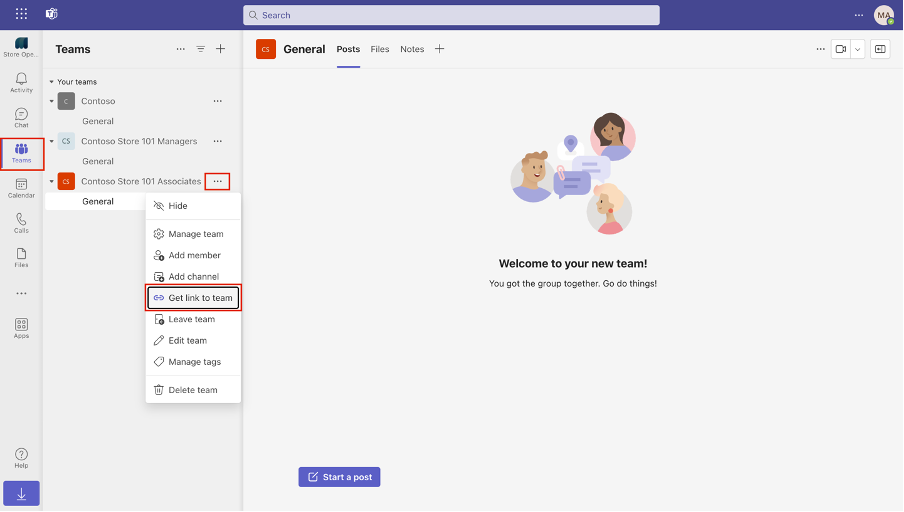 Search
MA
Store Ope...
Activity
Chat
Teams
Calendar
Calls
Files
Apps
Help
Teams
Your teams
C Contoso
General
CS Contoso Store 101 Managers
General
CS Contoso Store 101 Associates
General
Hide
Manage team
Add member
Add channel
Get link to team
Leave team
Edit team
Manage tags
Delete team
CS General Posts Files Notes
Welcome to your new team!
You got the group together. Go do things!
Start a post